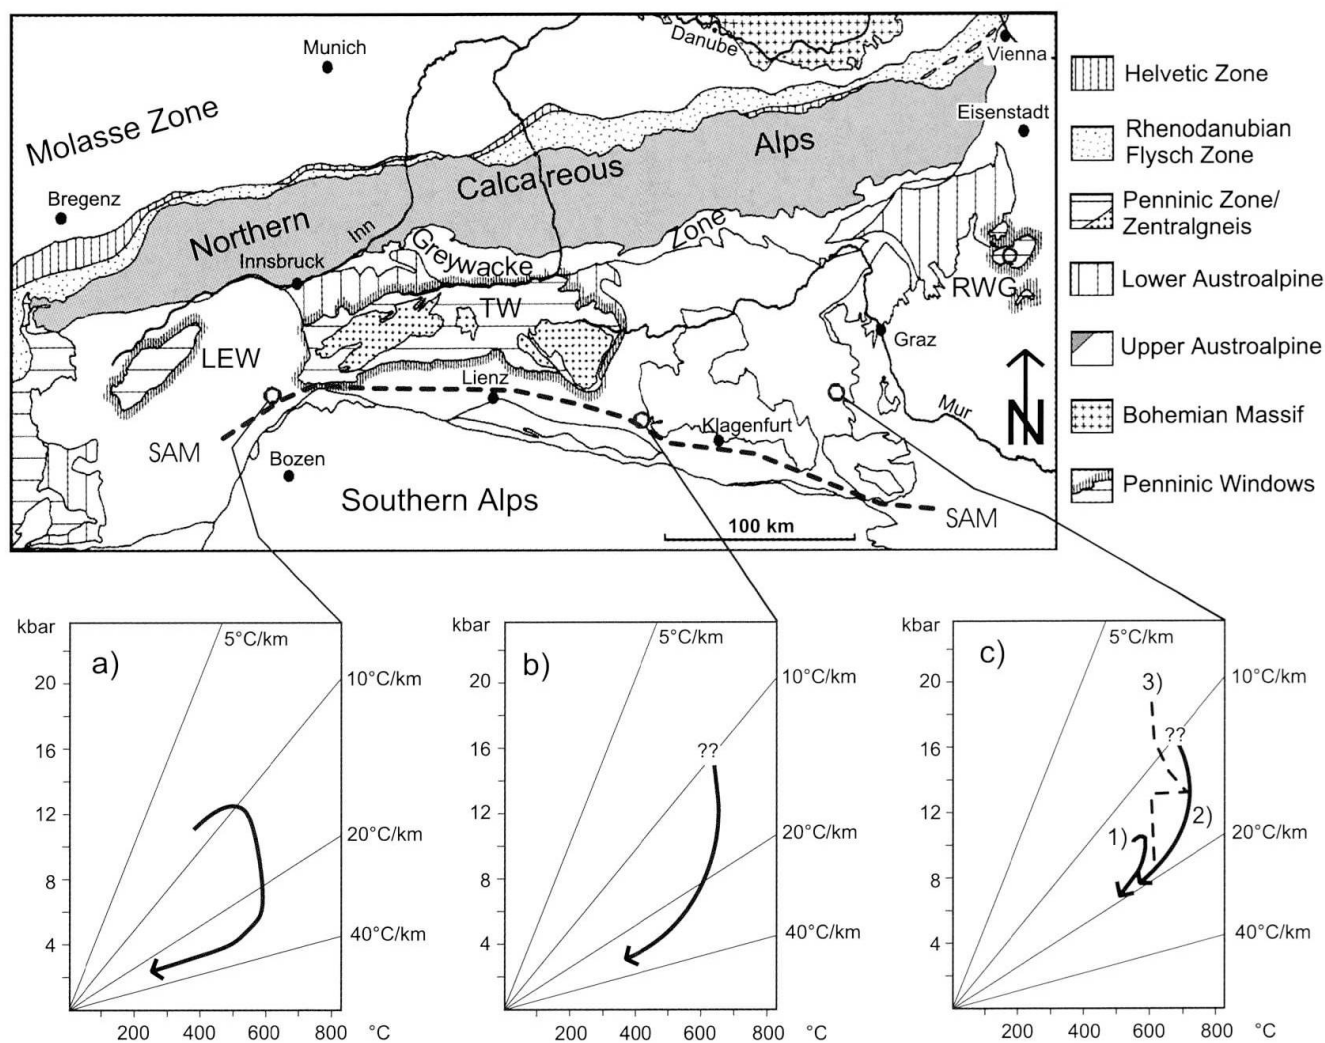 Munich
Danube
Vienna
Molasse Zone
Eisenstadt
Bregenz
Northern
Calcareous
Alps
Inn
Innsbruck
Greywacke
Zone
TW
RWG
LEW
Graz
Lienz
Klagenfurt
Mur
N
SAM
Bozen
Southern Alps
100 km
SAM
Helvetic Zone
Rhenodanubian
Flysch Zone
Penninic Zone/
Zentralgneis
Lower Austroalpine
Upper Austroalpine
Bohemian Massif
Penninic Windows
kbar
a)
5°C/km
10°C/km
20°C/km
40°C/km
20
16
12
8
4
200 400 600 800 °C
kbar
b)
5°C/km
10°C/km
20°C/km
40°C/km
??
20
16
12
8
4
200 400 600 800 °C
kbar
c)
5°C/km
10°C/km
20°C/km
40°C/km
3)
??
1)
2)
20
16
12
8
4
200 400 600 800 °C